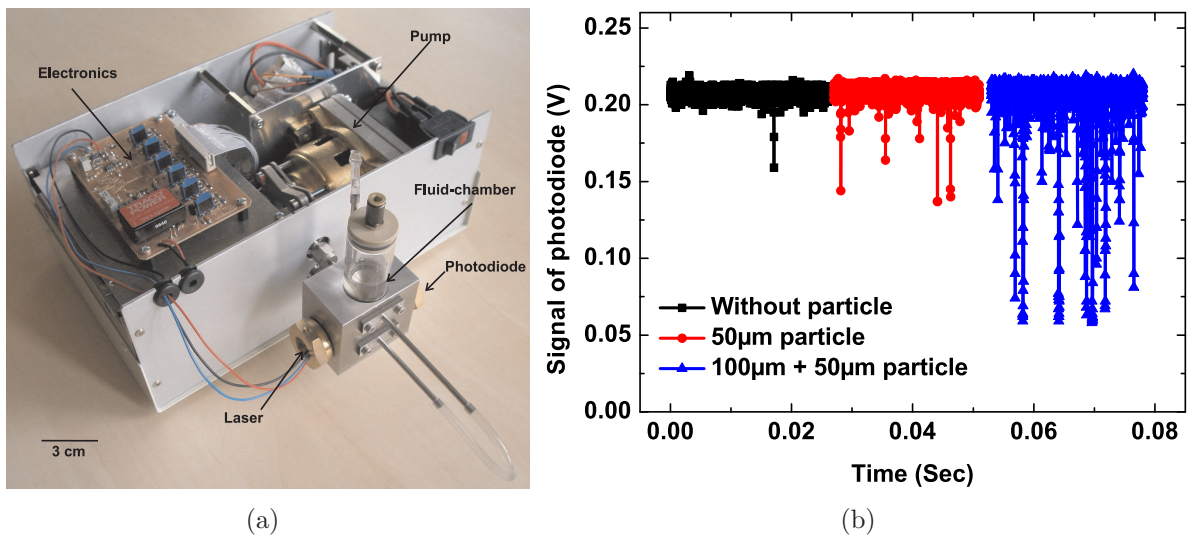 Pump
Electronics
Fluid-chamber
Photodiode
Laser
3 cm
(a)
Signal of photodiode (V)
0.25
0.20
0.15
0.10
0.05
0.00
Without particle
50µm particle
100µm + 50µm particle
0.00 0.02 0.04 0.06 0.08
Time (Sec)
(b)